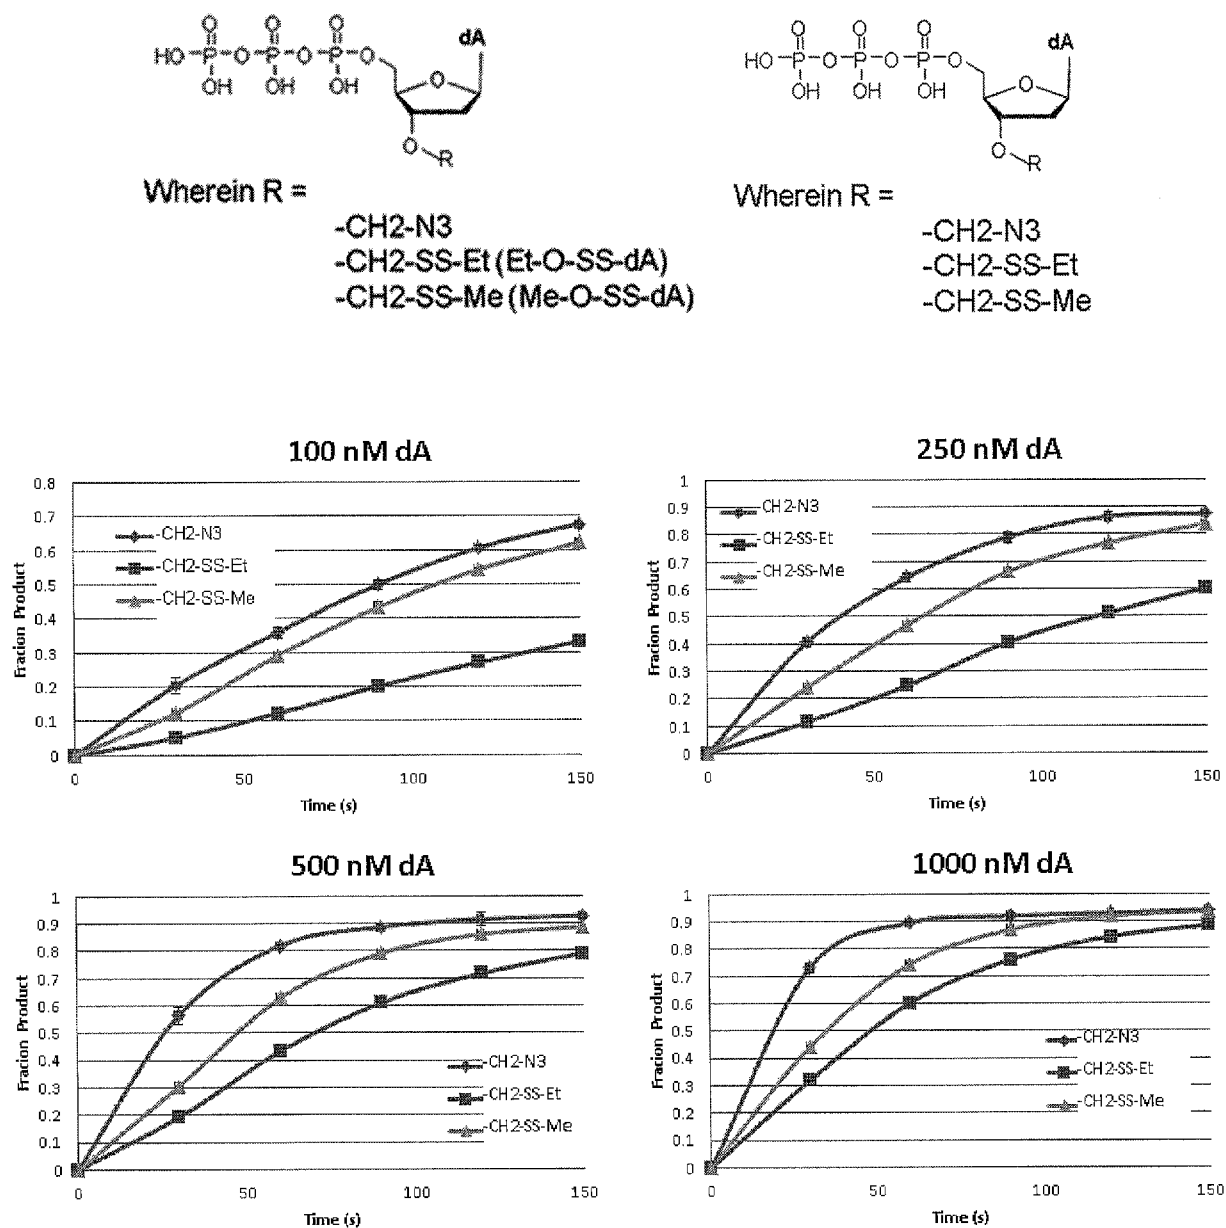 O O O dA
HO-P-O-P-O-P-O O
OH OH OH
O-R
Wherein R =
-CH2-N3
-CH2-SS-Et (Et-O-SS-dA)
-CH2-SS-Me (Me-O-SS-dA)
O O O dA
HO-P-O-P-O-P-O O
OH OH OH
O-R
Wherein R =
-CH2-N3
-CH2-SS-Et
-CH2-SS-Me
100 nM dA
0.8
0.7
0.6
0.5
0.4
0.3
0.2
0.1
0
Fracion Product
-CH2-N3
-CH2-SS-Et
-CH2-SS-Me
0 50 100 150
Time (s)
250 nM dA
1
0.9
0.8
0.7
0.6
0.5
0.4
0.3
0.2
0.1
0
Fracion Product
-CH2-N3
-CH2-SS-Et
-CH2-SS-Me
0 50 100 150
Time (s)
500 nM dA
1
0.9
0.8
0.7
0.6
0.5
0.4
0.3
0.2
0.1
0
Fracion Product
-CH2-N3
-CH2-SS-Et
-CH2-SS-Me
0 50 100 150
Time (s)
1000 nM dA
1
0.9
0.8
0.7
0.6
0.5
0.4
0.3
0.2
0.1
0
Fracion Product
-CH2-N3
-CH2-SS-Et
-CH2-SS-Me
0 50 100 150
Time (s)